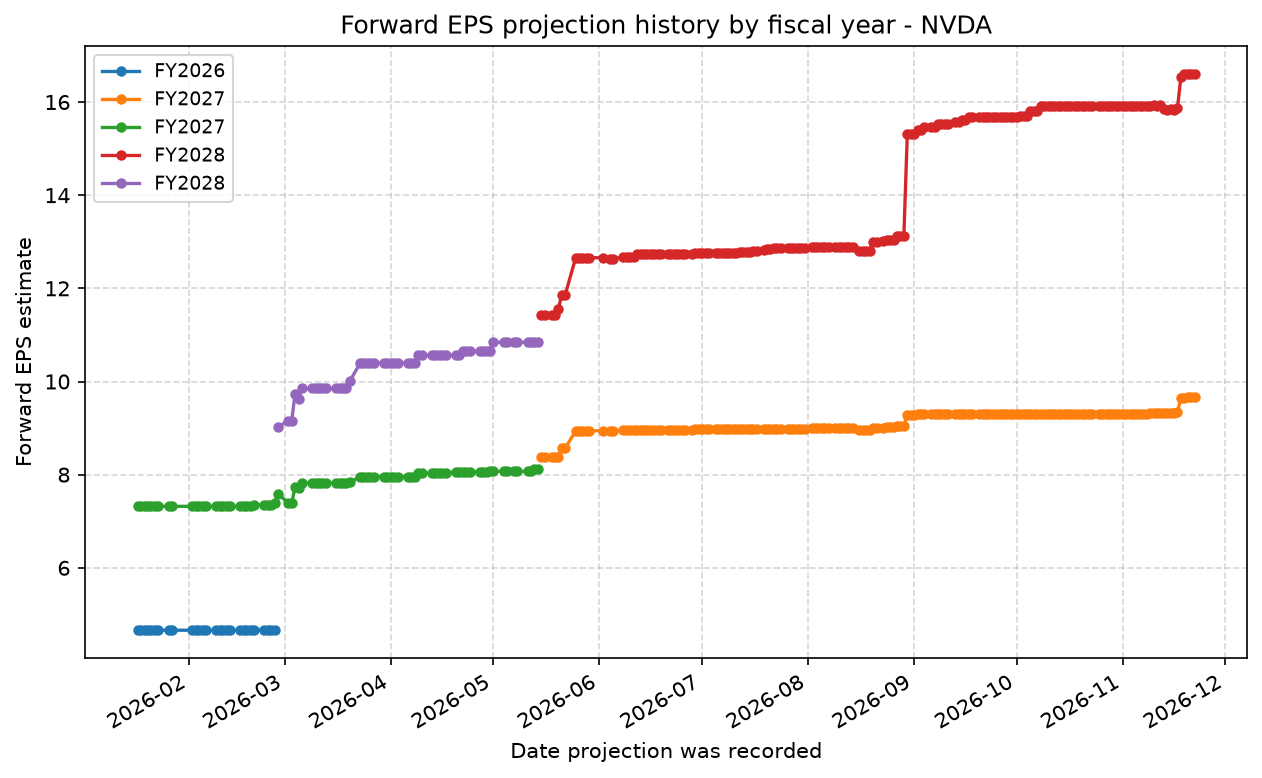 Forward EPS projection history by fiscal year - NVDA
FY2026
FY2027
FY2027
FY2028
FY2028
Forward EPS estimate
16
14
12
10
8
6
2026-02
2026-03
2026-04
2026-05
2026-06
2026-07
2026-08
2026-09
2026-10
2026-11
2026-12
Date projection was recorded